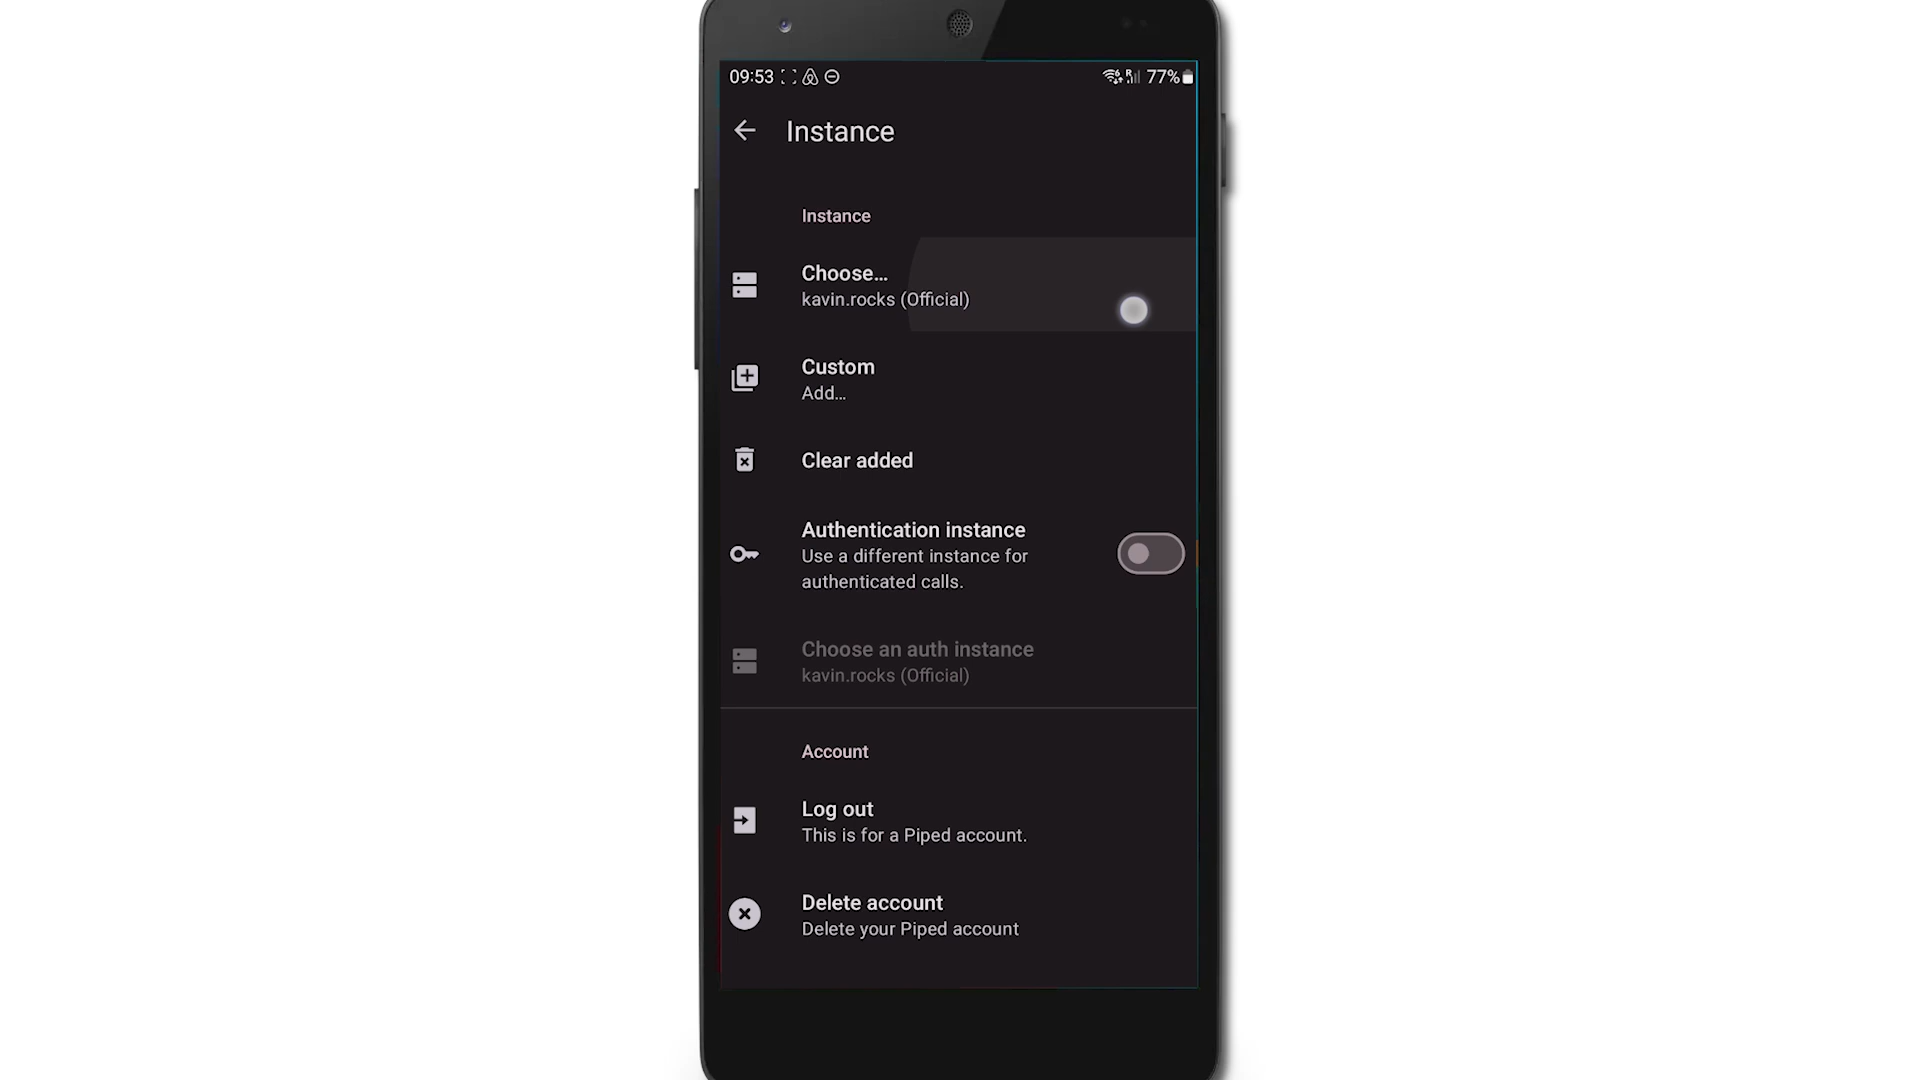 09:53
77%
Instance
Instance
Choose...
kavin.rocks (Official)
Custom
Add...
Clear added
Authentication instance
Use a different instance for
authenticated calls.
Choose an auth instance
kavin.rocks (Official)
Account
Log out
This is for a Piped account.
Delete account
Delete your Piped account